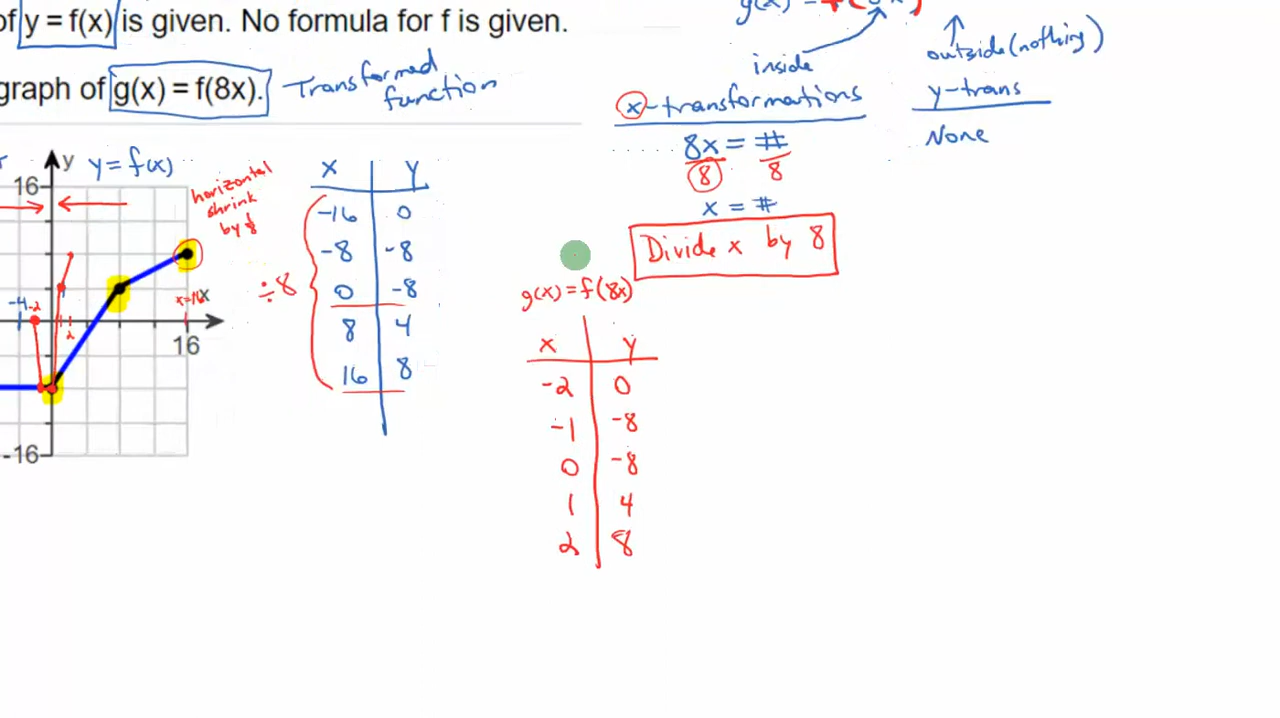 of y = f(x) is given. No formula for f is given.
graph of g(x) = f(8x).
Transformed
function
inside
outside (nothing)
x-transformations
8x = #
8 8
x = #
Divide x by 8
y-trans
None
16
y
y = f(x)
horizontal
shrink
by 1/8
-4 -2
2
x=16
x
16
-16
÷8
X Y
-16 0
-8 -8
0 -8
8 4
16 8
g(x) = f(8x)
x y
-2 0
-1 -8
0 -8
1 4
2 8